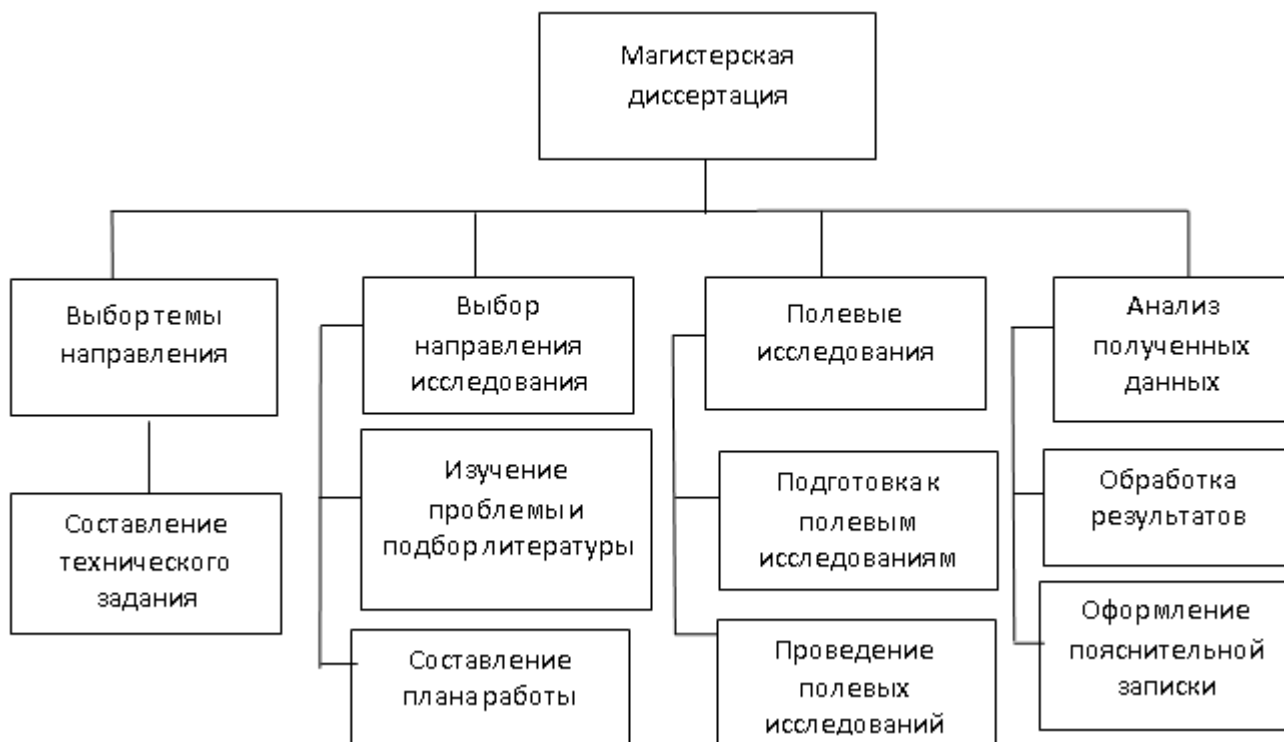 Магистерская
диссертация
Выбор темы
направления
Составление
технического
задания
Выбор
направления
исследования
Изучение
проблемы и
подбор литературы
Составление
плана работы
Полевые
исследования
Подготовка к
полевым
исследованиям
Проведение
полевых
исследований
Анализ
полученных
данных
Обработка
результатов
Оформление
пояснительной
записки